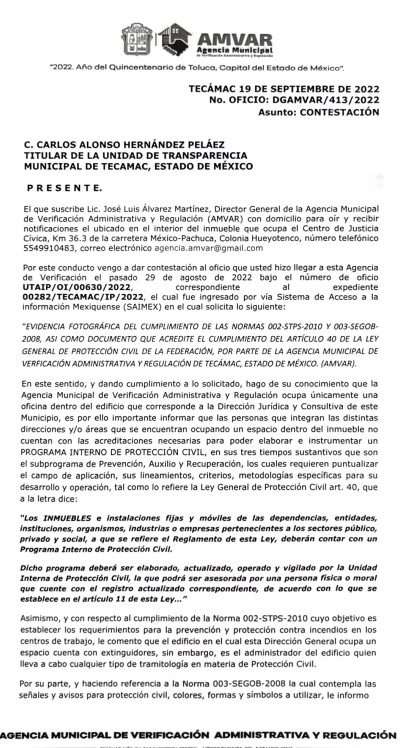 AMVAR
Agencia Municipal
de Verificación Administrativa y Regulación
"2022. Año del Quincentenario de Toluca, Capital del Estado de México".
TECÁMAC 19 DE SEPTIEMBRE DE 2022
No. OFICIO: DGAMVAR/413/2022
Asunto: CONTESTACIÓN
C. CARLOS ALONSO HERNÁNDEZ PELÁEZ
TITULAR DE LA UNIDAD DE TRANSPARENCIA
MUNICIPAL DE TECAMAC, ESTADO DE MÉXICO
P R E S E N T E.
El que suscribe Lic. José Luis Álvarez Martínez, Director General de la Agencia Municipal
de Verificación Administrativa y Regulación (AMVAR) con domicilio para oír y recibir
notificaciones el ubicado en el interior del inmueble que ocupa el Centro de Justicia
Cívica, Km 36.3 de la carretera México-Pachuca, Colonia Hueyotenco, número telefónico
5549910483, correo electrónico agencia.amvar@gmail.com
Por este conducto vengo a dar contestación al oficio que usted hizo llegar a esta Agencia
de Verificación el pasado 29 de agosto de 2022 bajo el número de oficio
UTAIP/OI/00630/2022, correspondiente al expediente
00282/TECAMAC/IP/2022, el cual fue ingresado por vía Sistema de Acceso a la
información Mexiquense (SAIMEX) en el cual solicita lo siguiente:
"EVIDENCIA FOTOGRÁFICA DEL CUMPLIMIENTO DE LAS NORMAS 002-STPS-2010 Y 003-SEGOB-
2008, ASI COMO DOCUMENTO QUE ACREDITE EL CUMPLIMIENTO DEL ARTÍCULO 40 DE LA LEY
GENERAL DE PROTECCIÓN CIVIL DE LA FEDERACIÓN, POR PARTE DE LA AGENCIA MUNICIPAL DE
VERFICACIÓN ADMINISTRATIVA Y REGULACIÓN DE TECÁMAC, ESTADO DE MÉXICO. (AMVAR).
En este sentido, y dando cumplimiento a lo solicitado, hago de su conocimiento que la
Agencia Municipal de Verificación Administrativa y Regulación ocupa únicamente una
oficina dentro del edificio que corresponde a la Dirección Jurídica y Consultiva de este
Municipio, es por ello importante informar que las personas que integran las distintas
direcciones y/o áreas que se encuentran ocupando un espacio dentro del inmueble no
cuentan con las acreditaciones necesarias para poder elaborar e instrumentar un
PROGRAMA INTERNO DE PROTECCIÓN CIVIL, en sus tres tiempos sustantivos que son
el subprograma de Prevención, Auxilio y Recuperación, los cuales requieren puntualizar
el campo de aplicación, sus lineamientos, criterios, metodologías específicas para su
desarrollo y operación, tal como lo refiere la Ley General de Protección Civil art. 40, que
a la letra dice:
"Los INMUEBLES e instalaciones fijas y móviles de las dependencias, entidades,
instituciones, organismos, industrias o empresas pertenecientes a los sectores público,
privado y social, a que se refiere el Reglamento de esta Ley, deberán contar con un
Programa Interno de Protección Civil.
Dicho programa deberá ser elaborado, actualizado, operado y vigilado por la Unidad
Interna de Protección Civil, la que podrá ser asesorada por una persona física o moral
que cuente con el registro actualizado correspondiente, de acuerdo con lo que se
establece en el artículo 11 de esta Ley..."
Asimismo, y con respecto al cumplimiento de la Norma 002-STPS-2010 cuyo objetivo es
establecer los requerimientos para la prevención y protección contra incendios en los
centros de trabajo, le comento que el edificio en el cual esta Dirección General ocupa un
espacio cuenta con extinguidores, sin embargo, es el administrador del edificio quien
lleva a cabo cualquier tipo de tramitología en materia de Protección Civil.
Por su parte, y haciendo referencia a la Norma 003-SEGOB-2008 la cual contempla las
señales y avisos para protección civil, colores, formas y símbolos a utilizar, le informo
AGENCIA MUNICIPAL DE VERIFICACIÓN ADMINISTRATIVA Y REGULACIÓN